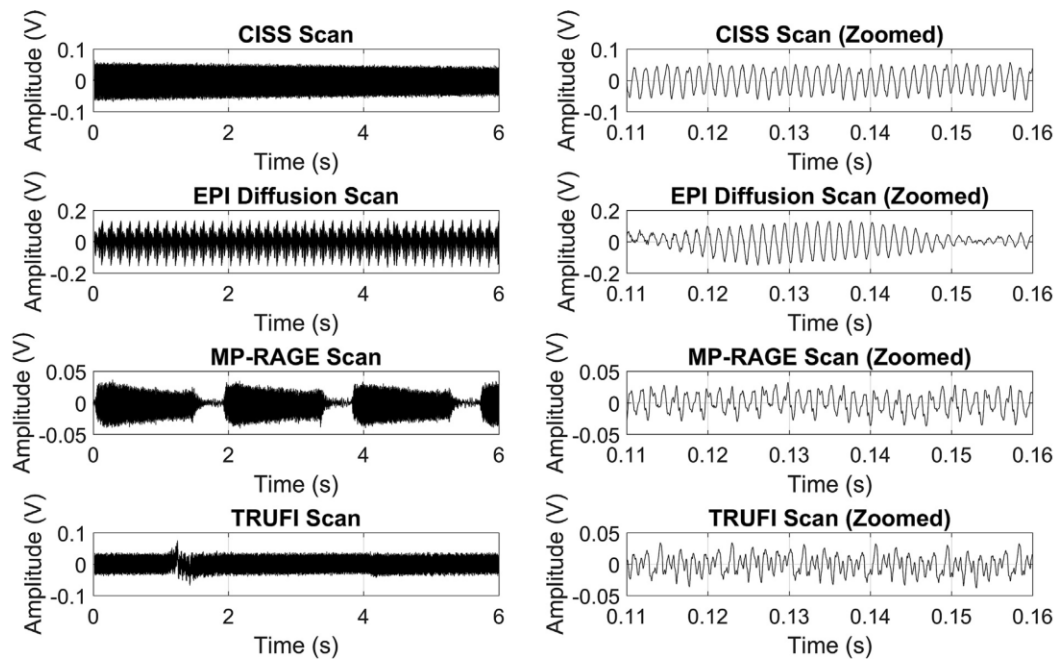 CISS Scan
Amplitude (V)
0.1
0
-0.1
0 2 4 6
Time (s)
CISS Scan (Zoomed)
Amplitude (V)
0.1
0
-0.1
0.11 0.12 0.13 0.14 0.15 0.16
Time (s)
EPI Diffusion Scan
Amplitude (V)
0.2
0
-0.2
0 2 4 6
Time (s)
EPI Diffusion Scan (Zoomed)
Amplitude (V)
0.2
0
-0.2
0.11 0.12 0.13 0.14 0.15 0.16
Time (s)
MP-RAGE Scan
Amplitude (V)
0.05
0
-0.05
0 2 4 6
Time (s)
MP-RAGE Scan (Zoomed)
Amplitude (V)
0.05
0
-0.05
0.11 0.12 0.13 0.14 0.15 0.16
Time (s)
TRUFI Scan
Amplitude (V)
0.1
0
-0.1
0 2 4 6
Time (s)
TRUFI Scan (Zoomed)
Amplitude (V)
0.05
0
-0.05
0.11 0.12 0.13 0.14 0.15 0.16
Time (s)